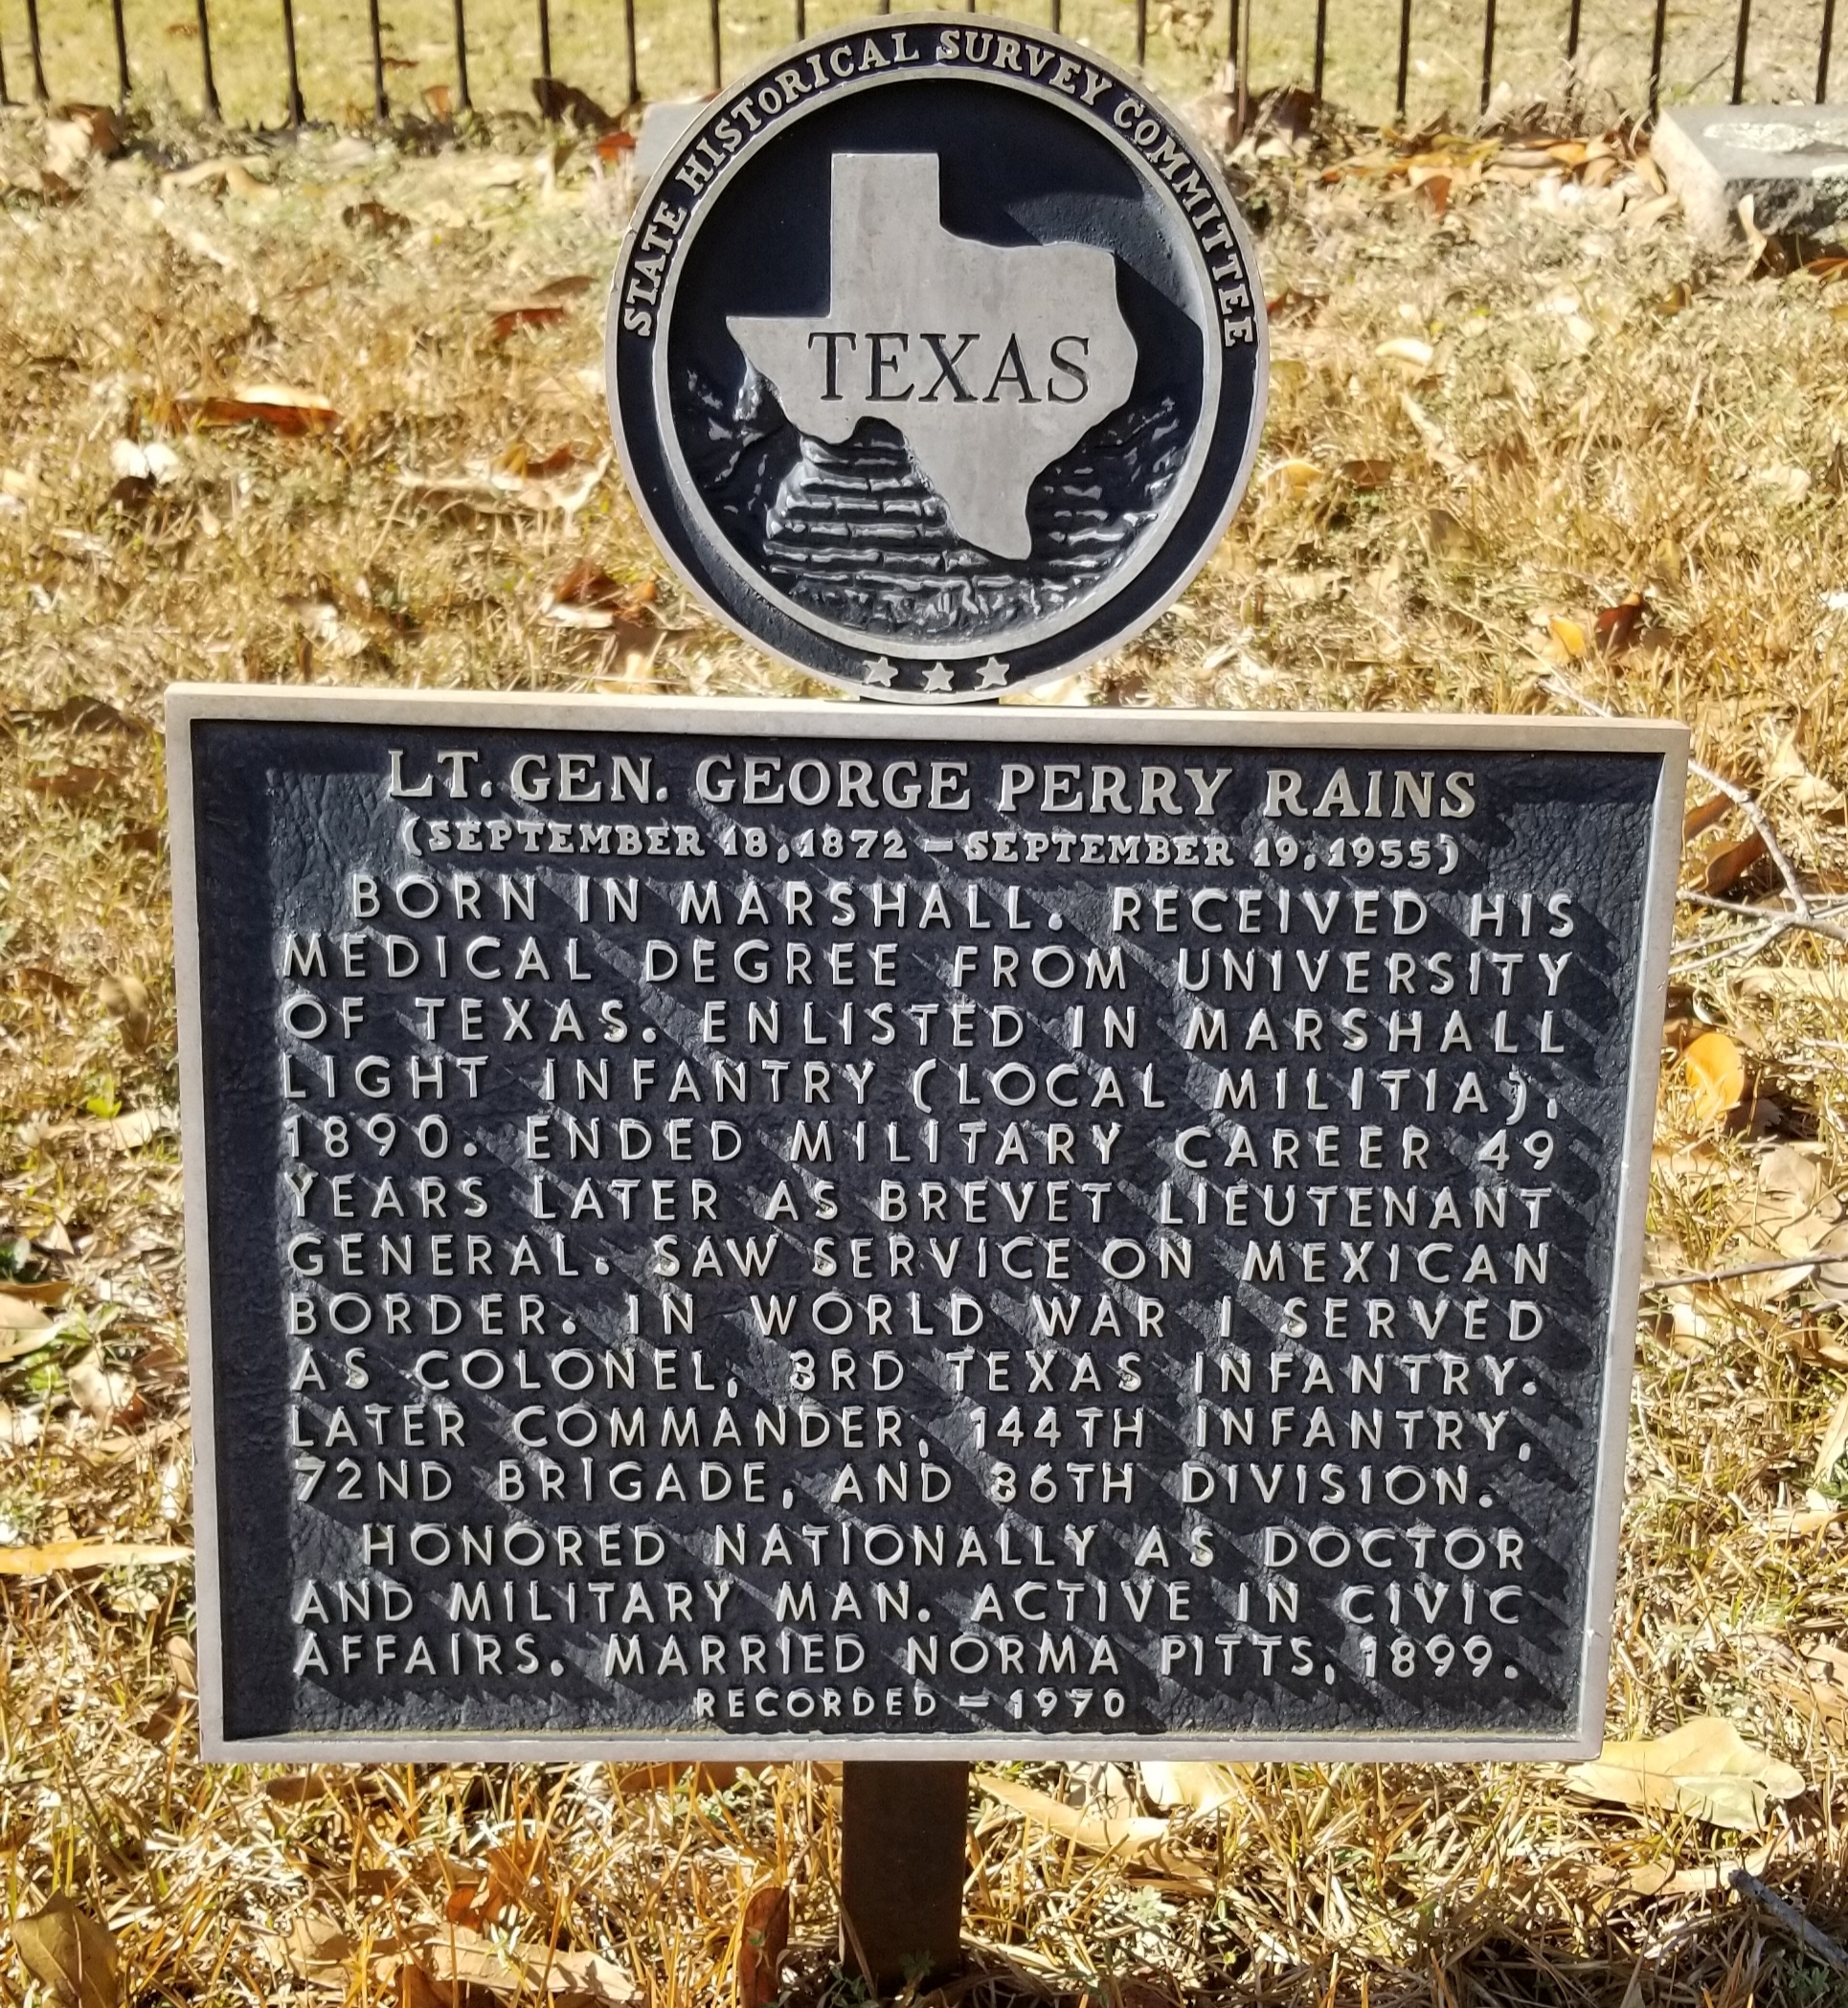 STATE HISTORICAL SURVEY COMMITTEE
TEXAS
LT. GEN. GEORGE PERRY RAINS
(SEPTEMBER 18, 1872 – SEPTEMBER 19, 1955)
BORN IN MARSHALL. RECEIVED HIS
MEDICAL DEGREE FROM UNIVERSITY
OF TEXAS. ENLISTED IN MARSHALL
LIGHT INFANTRY (LOCAL MILITIA),
1890. ENDED MILITARY CAREER 49
YEARS LATER AS BREVET LIEUTENANT
GENERAL. SAW SERVICE ON MEXICAN
BORDER. IN WORLD WAR I SERVED
AS COLONEL, 3RD TEXAS INFANTRY.
LATER COMMANDER, 144TH INFANTRY,
72ND BRIGADE, AND 36TH DIVISION.
HONORED NATIONALLY AS DOCTOR
AND MILITARY MAN. ACTIVE IN CIVIC
AFFAIRS. MARRIED NORMA PITTS, 1899.
RECORDED – 1970